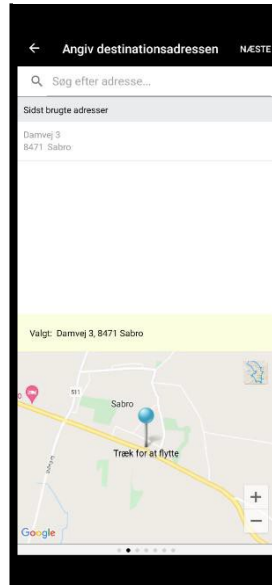 Angiv destinationsadressen NÆSTE
Søg efter adresse...
Sidst brugte adresser
Damvej 3
8471 Sabro
Valgt: Damvej 3, 8471 Sabro
511
Sabro
Træk for at flytte
+
−
Google